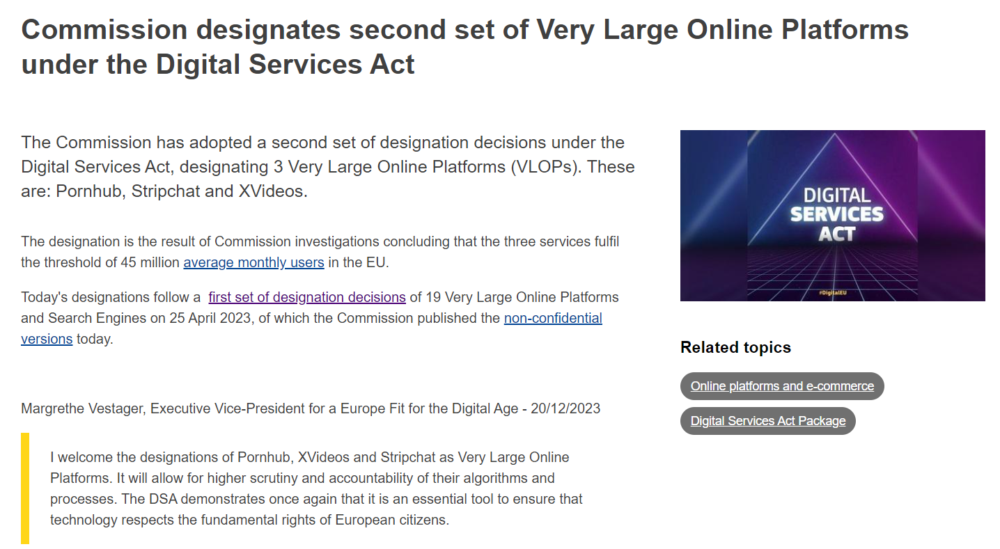 Commission designates second set of Very Large Online Platforms
under the Digital Services Act
The Commission has adopted a second set of designation decisions under the
Digital Services Act, designating 3 Very Large Online Platforms (VLOPs). These
are: Pornhub, Stripchat and XVideos.
The designation is the result of Commission investigations concluding that the three services fulfil
the threshold of 45 million average monthly users in the EU.
Today's designations follow a first set of designation decisions of 19 Very Large Online Platforms
and Search Engines on 25 April 2023, of which the Commission published the non-confidential
versions today.
Margrethe Vestager, Executive Vice-President for a Europe Fit for the Digital Age - 20/12/2023
I welcome the designations of Pornhub, XVideos and Stripchat as Very Large Online
Platforms. It will allow for higher scrutiny and accountability of their algorithms and
processes. The DSA demonstrates once again that it is an essential tool to ensure that
technology respects the fundamental rights of European citizens.
DIGITAL
SERVICES
ACT
#DigitalEU
Related topics
Online platforms and e-commerce
Digital Services Act Package